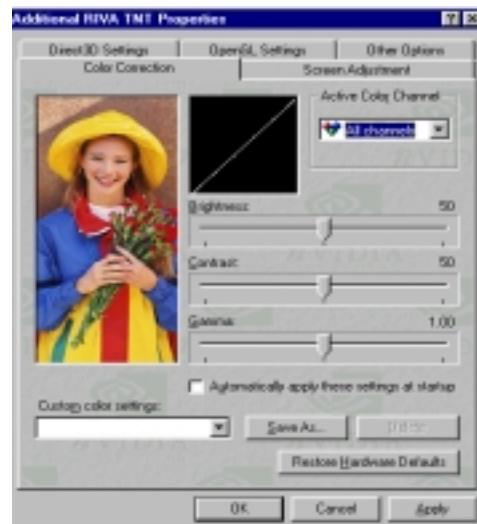 Additional RIVA TNT Properties
Direct3D Settings
OpenGL Settings
Other Options
Color Correction
Screen Adjustment
Active Color Channel
All channels
Brightness:
50
Contrast:
50
Gamma:
1.00
Automatically apply these settings at startup
Custom color settings:
Save As...
Delete
Restore Hardware Defaults
OK
Cancel
Apply
NVIDIA